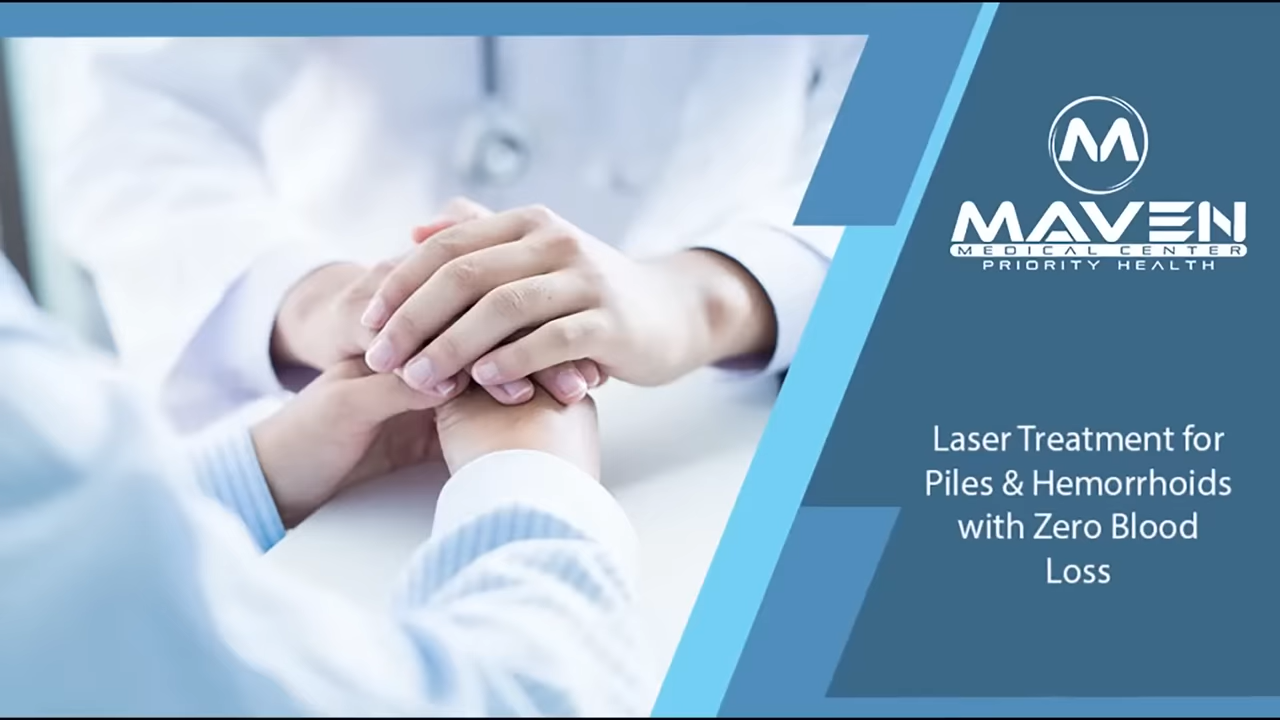 M
MAVEN
MEDICAL CENTER
PRIORITY HEALTH
Laser Treatment for
Piles & Hemorrhoids
with Zero Blood
Loss